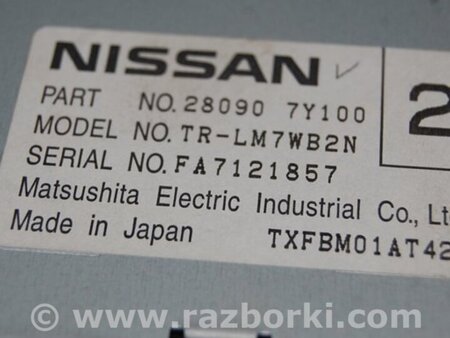 NISSAN
2
PART NO. 28090 7Y100
MODEL NO. TR-LM7WB2N
SERIAL NO. FA7121857
Matsushita Electric Industrial Co., Lt
Made in Japan TXFBM01AT42
© www.razborki.com